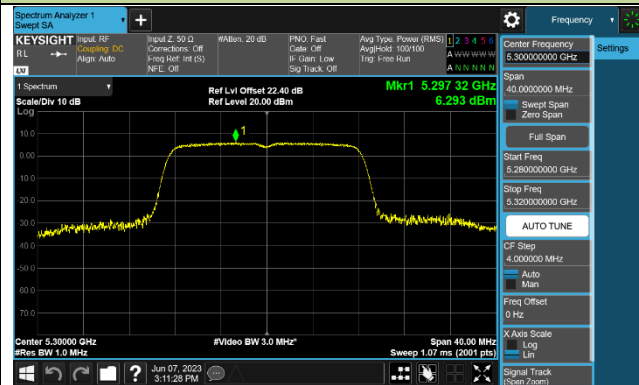 Spectrum Analyzer 1
Swept SA
+
Frequency
KEYSIGHT
RL
LXI
Input: RF
Coupling: DC
Align: Auto
Input Z: 50 Ω
Corrections: Off
Freq Ref: Int (S)
NFE: Off
#Atten: 20 dB
PNO: Fast
Gate: Off
IF Gain: Low
Sig Track: Off
Avg Type: Power (RMS)
Avg|Hold: 100/100
Trig: Free Run
1 2 3 4 5 6
A W W W W W
A N N N N N
1 Spectrum
Scale/Div 10 dB
Log
Ref Lvl Offset 22.40 dB
Ref Level 20.00 dBm
Mkr1 5.297 32 GHz
6.293 dBm
1
10.0
0.00
-10.0
-20.0
-30.0
-40.0
-50.0
-60.0
-70.0
Center 5.30000 GHz
#Res BW 1.0 MHz
#Video BW 3.0 MHz*
Span 40.00 MHz
Sweep 1.07 ms (2001 pts)
Jun 07, 2023
3:11:28 PM
?
Center Frequency
5.300000000 GHz
Settings
Span
40.0000000 MHz
Swept Span
Zero Span
Full Span
Start Freq
5.280000000 GHz
Stop Freq
5.320000000 GHz
AUTO TUNE
CF Step
4.000000 MHz
Auto
Man
Freq Offset
0 Hz
X Axis Scale
Log
Lin
Signal Track
(Span Zoom)